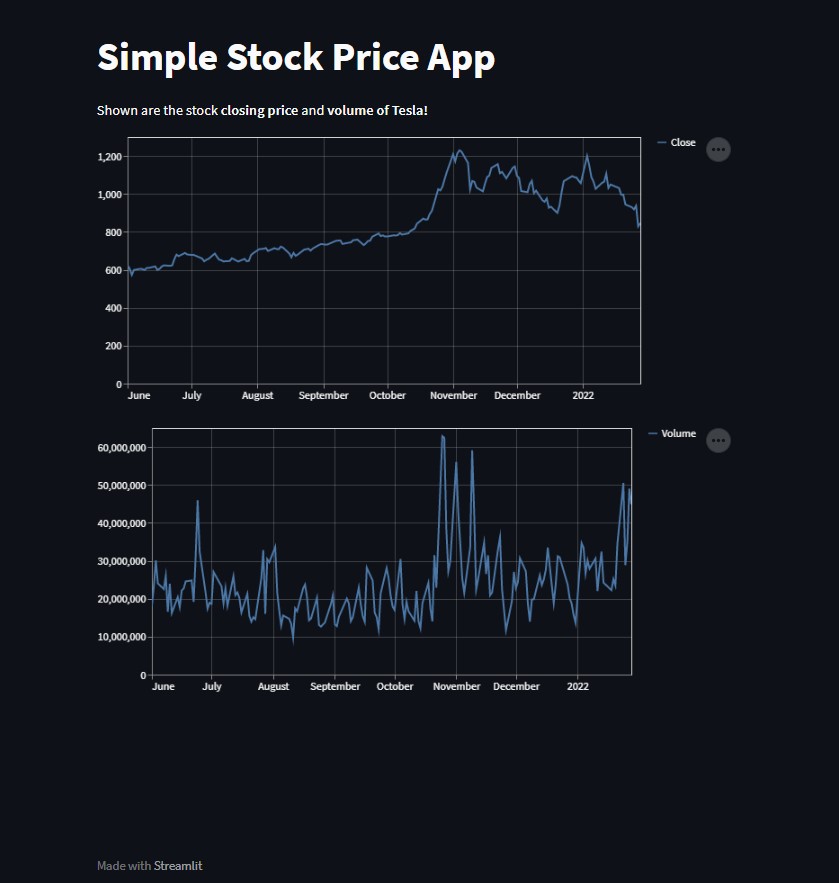 Simple Stock Price App
Shown are the stock closing price and volume of Tesla!
Close
1,200
1,000
800
600
400
200
0
June July August September October November December 2022
Volume
60,000,000
50,000,000
40,000,000
30,000,000
20,000,000
10,000,000
0
June July August September October November December 2022
Made with Streamlit